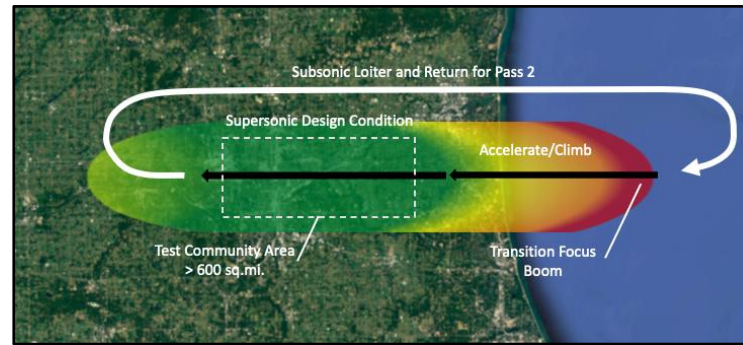 Subsonic Loiter and Return for Pass 2
Supersonic Design Condition
Accelerate/Climb
Test Community Area
> 600 sq.mi.
Transition Focus
Boom